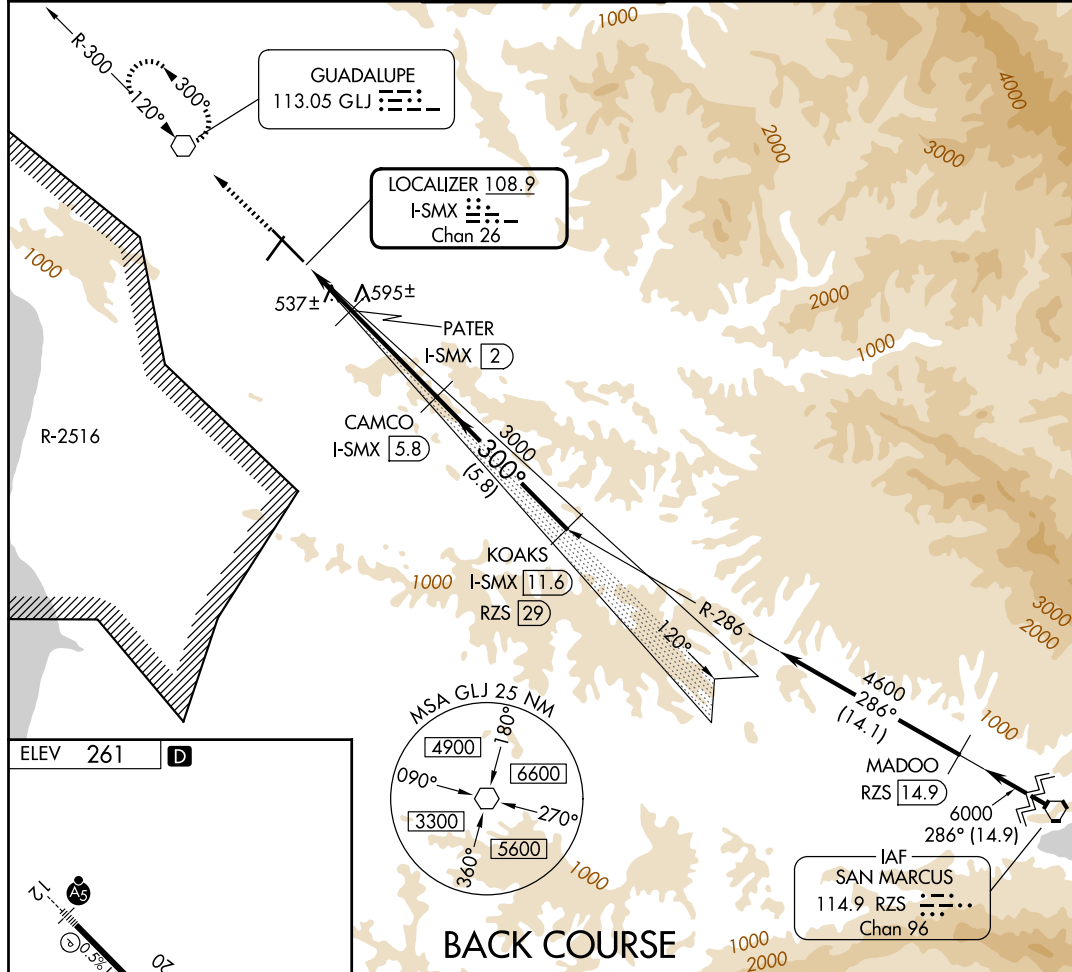 1000
4000
2000
3000
R-300
300°
120°
GUADALUPE
113.05 GLJ
LOCALIZER 108.9
I-SMX
Chan 26
1000
2000
1000
537±
595±
PATER
I-SMX 2
CAMCO
I-SMX 5.8
3000
300°
(5.8)
R-2516
KOAKS
I-SMX 11.6
RZS 29
1000
R-286
120°
3000
2000
4600
286°
(14.1)
1000
MADOO
RZS 14.9
6000
286° (14.9)
MSA GLJ 25 NM
180°
4900
6600
090°
270°
3300
5600
360°
1000
IAF
SAN MARCUS
114.9 RZS
Chan 96
ELEV 261 D
12
A5
P
0.5%
20
BACK COURSE
1000
2000